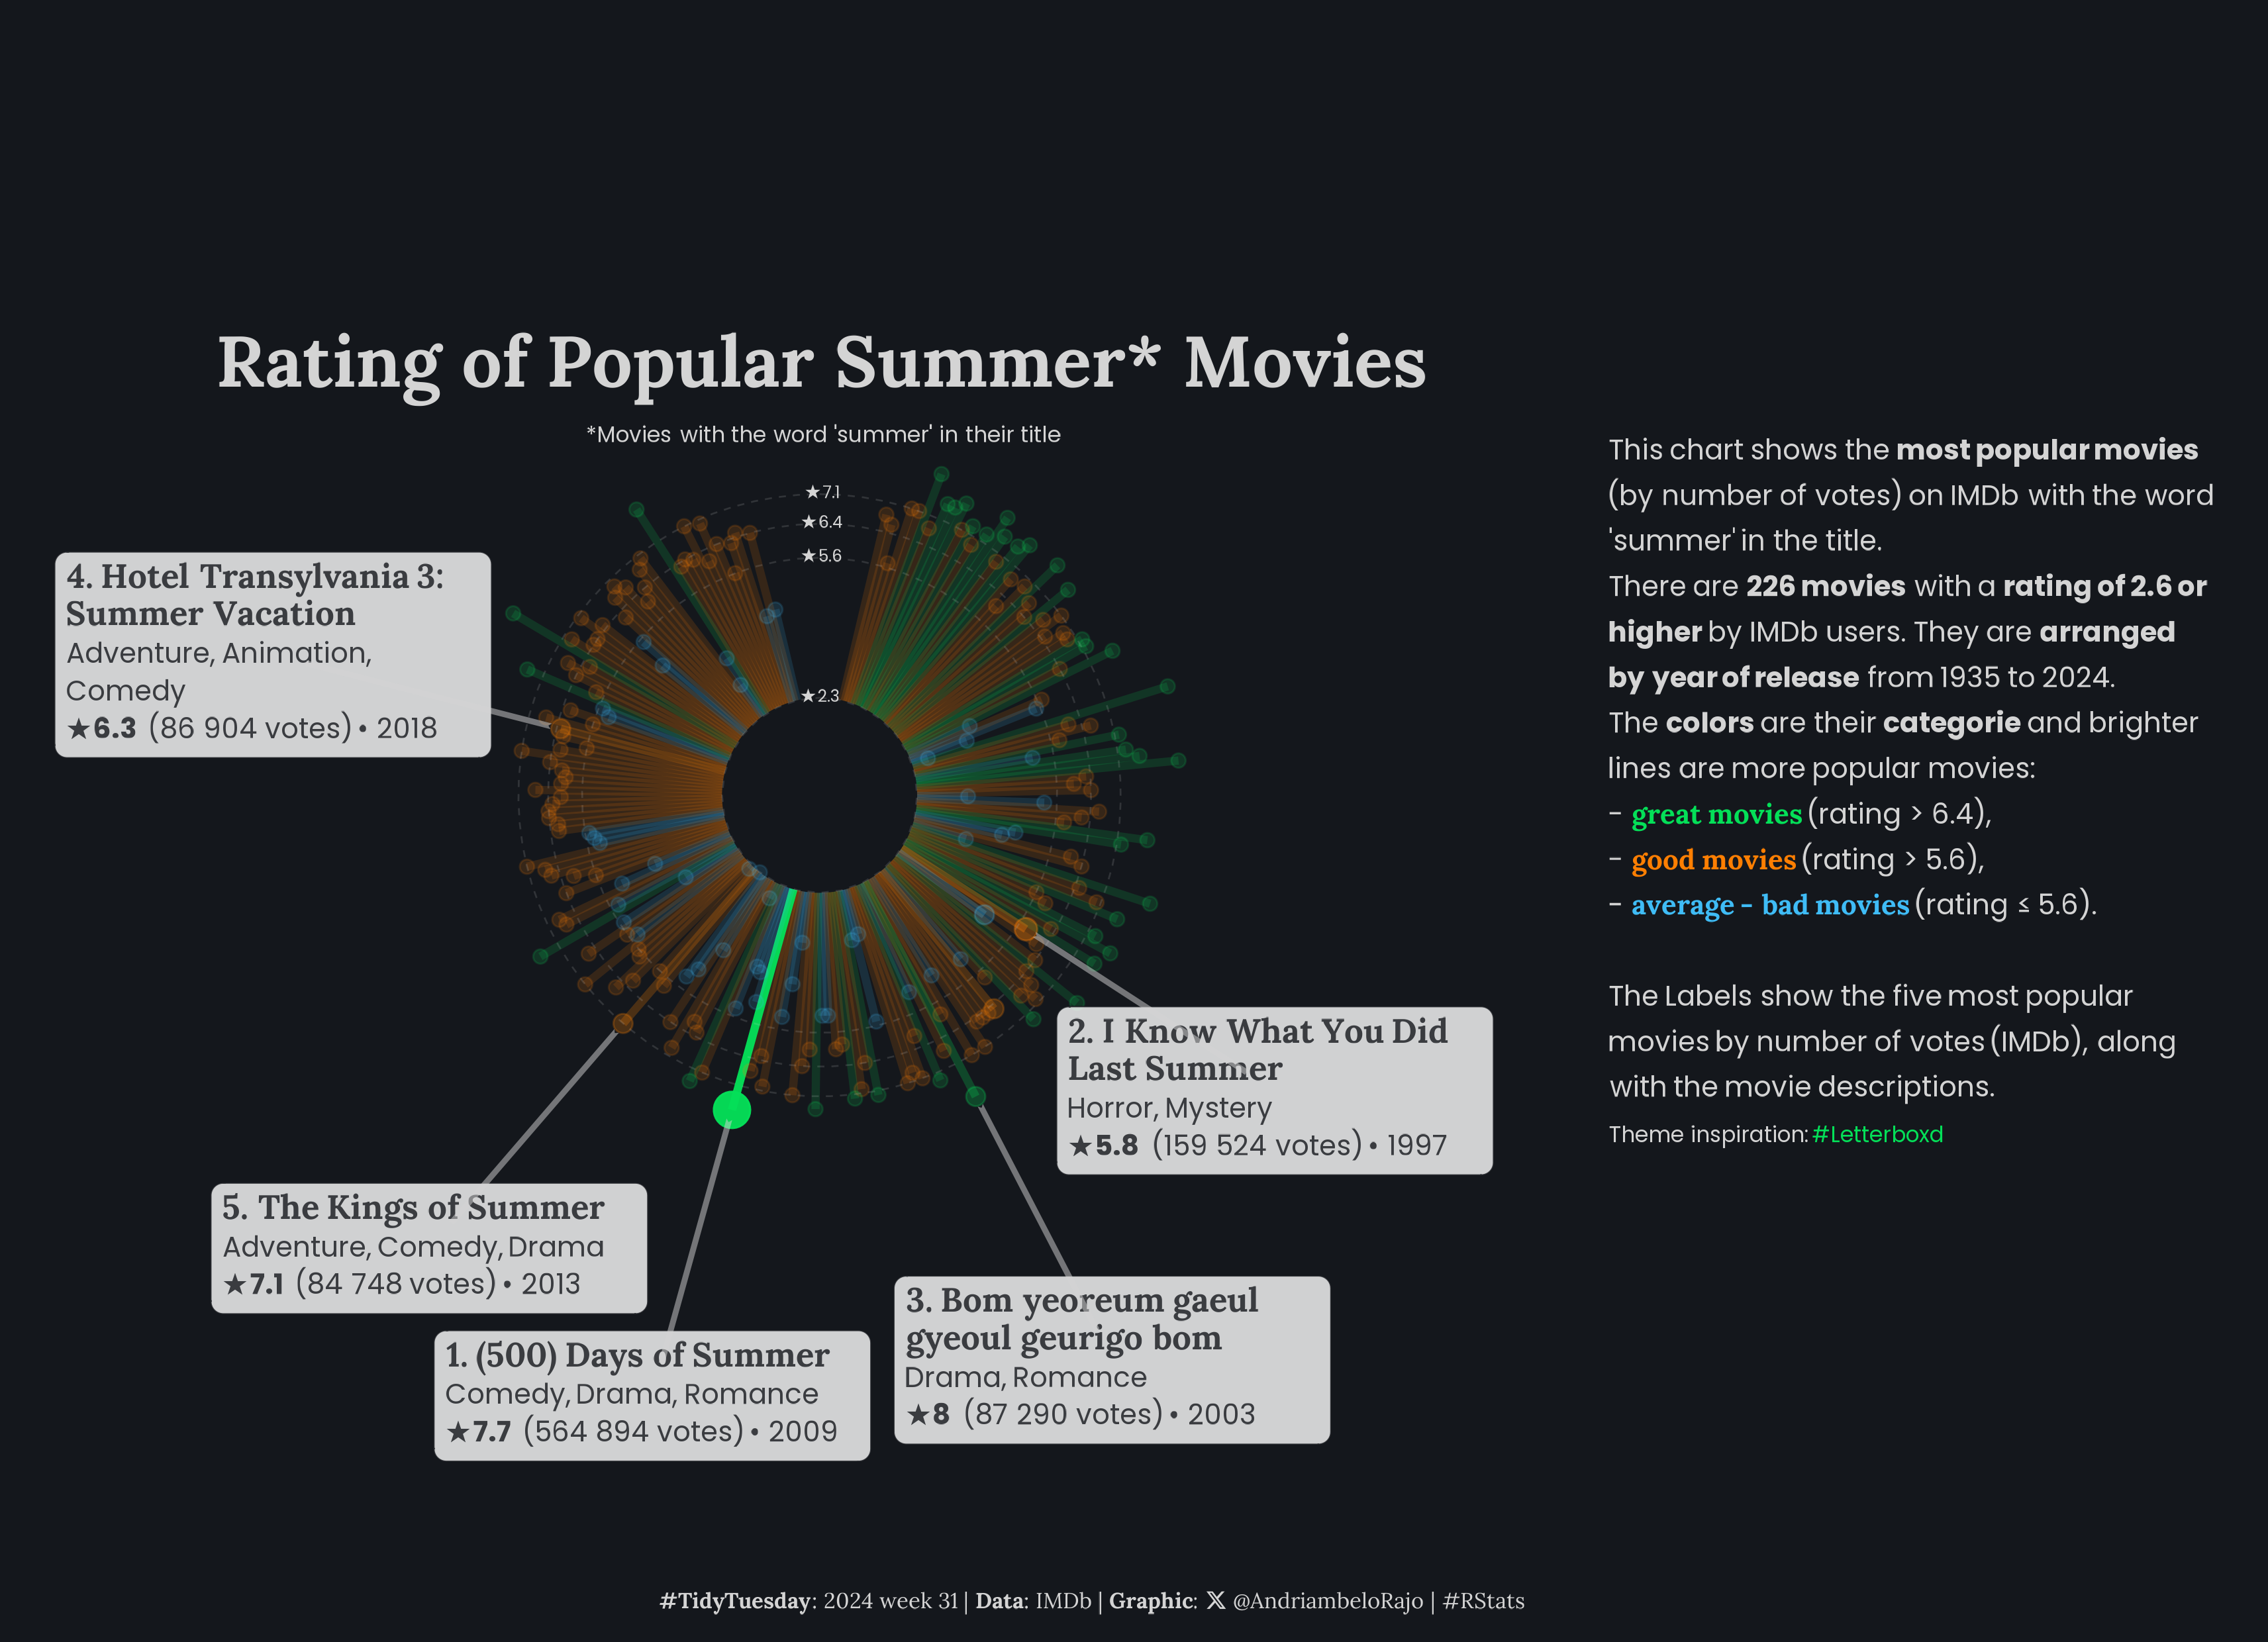 Rating of Popular Summer* Movies
*Movies with the word 'summer' in their title
★7.1
★6.4
★5.6
★2.3
4. Hotel Transylvania 3:
Summer Vacation
Adventure, Animation,
Comedy
★6.3 (86 904 votes) • 2018
2. I Know What You Did
Last Summer
Horror, Mystery
★5.8 (159 524 votes) • 1997
5. The Kings of Summer
Adventure, Comedy, Drama
★7.1 (84 748 votes) • 2013
1. (500) Days of Summer
Comedy, Drama, Romance
★7.7 (564 894 votes) • 2009
3. Bom yeoreum gaeul
gyeoul geurigo bom
Drama, Romance
★8 (87 290 votes) • 2003
This chart shows the most popular movies
(by number of votes) on IMDb with the word
'summer' in the title.
There are 226 movies with a rating of 2.6 or
higher by IMDb users. They are arranged
by year of release from 1935 to 2024.
The colors are their categorie and brighter
lines are more popular movies:
- great movies (rating > 6.4),
- good movies (rating > 5.6),
- average - bad movies (rating ≤ 5.6).
The Labels show the five most popular
movies by number of votes (IMDb), along
with the movie descriptions.
Theme inspiration: #Letterboxd
#TidyTuesday: 2024 week 31 | Data: IMDb | Graphic: 𝕏 @AndriambeloRajo | #RStats